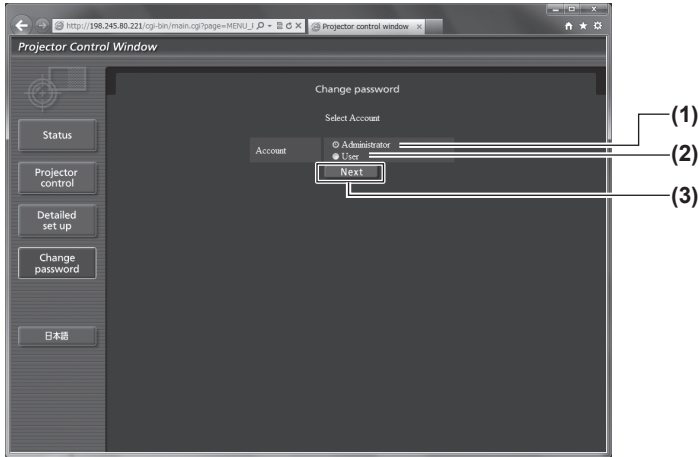 http://198.245.80.221/cgi-bin/main.cgi?page=MENU_
Projector control window
Projector Control Window
Change password
Select Account
Status
Account
Administrator
User
Next
Projector
control
Detailed
set up
Change
password
日本語
(1)
(2)
(3)